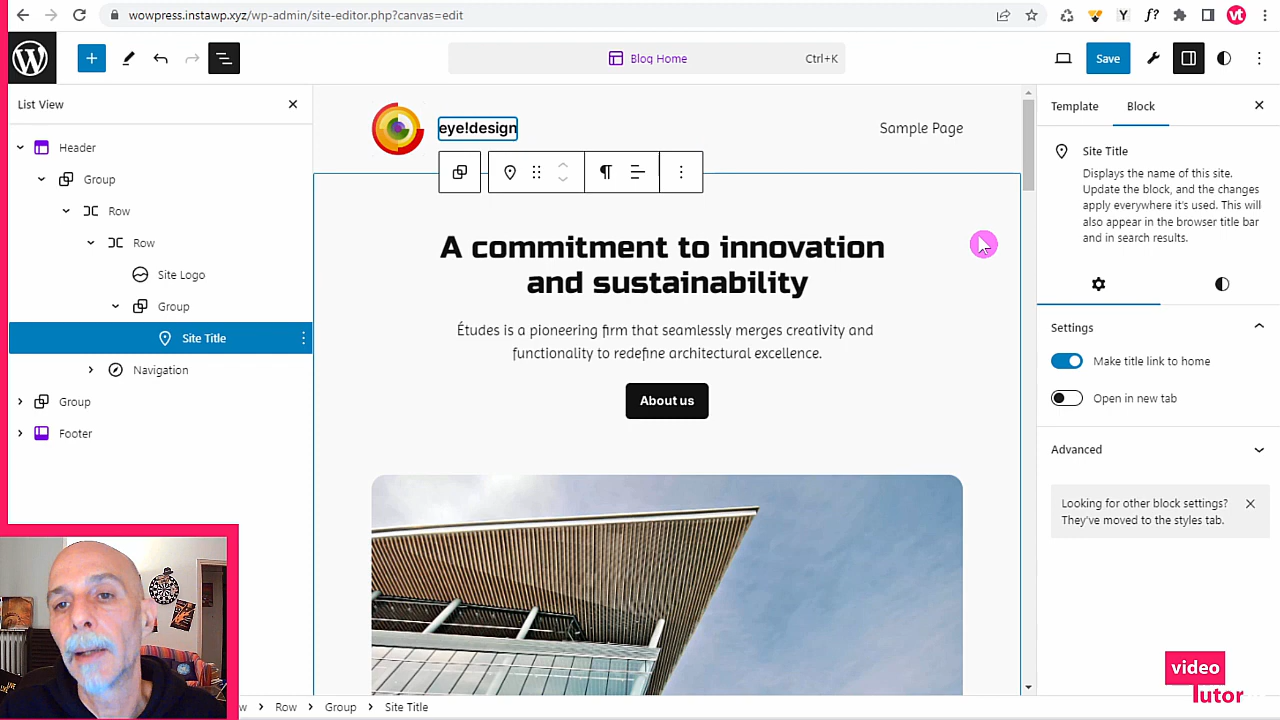 wowpress.instawp.xyz/wp-admin/site-editor.php?canvas=edit
Y
f?
vt
Blog Home
Ctrl+K
Save
List View
Header
Group
Row
Row
Site Logo
Group
Site Title
Navigation
Group
Footer
eye!design
Sample Page
A commitment to innovation
and sustainability
Études is a pioneering firm that seamlessly merges creativity and
functionality to redefine architectural excellence.
About us
Template
Block
Site Title
Displays the name of this site.
Update the block, and the changes
apply everywhere it's used. This will
also appear in the browser title bar
and in search results.
Settings
Make title link to home
Open in new tab
Advanced
Looking for other block settings?
They've moved to the styles tab.
video
Tutor
Row
Group
Site Title